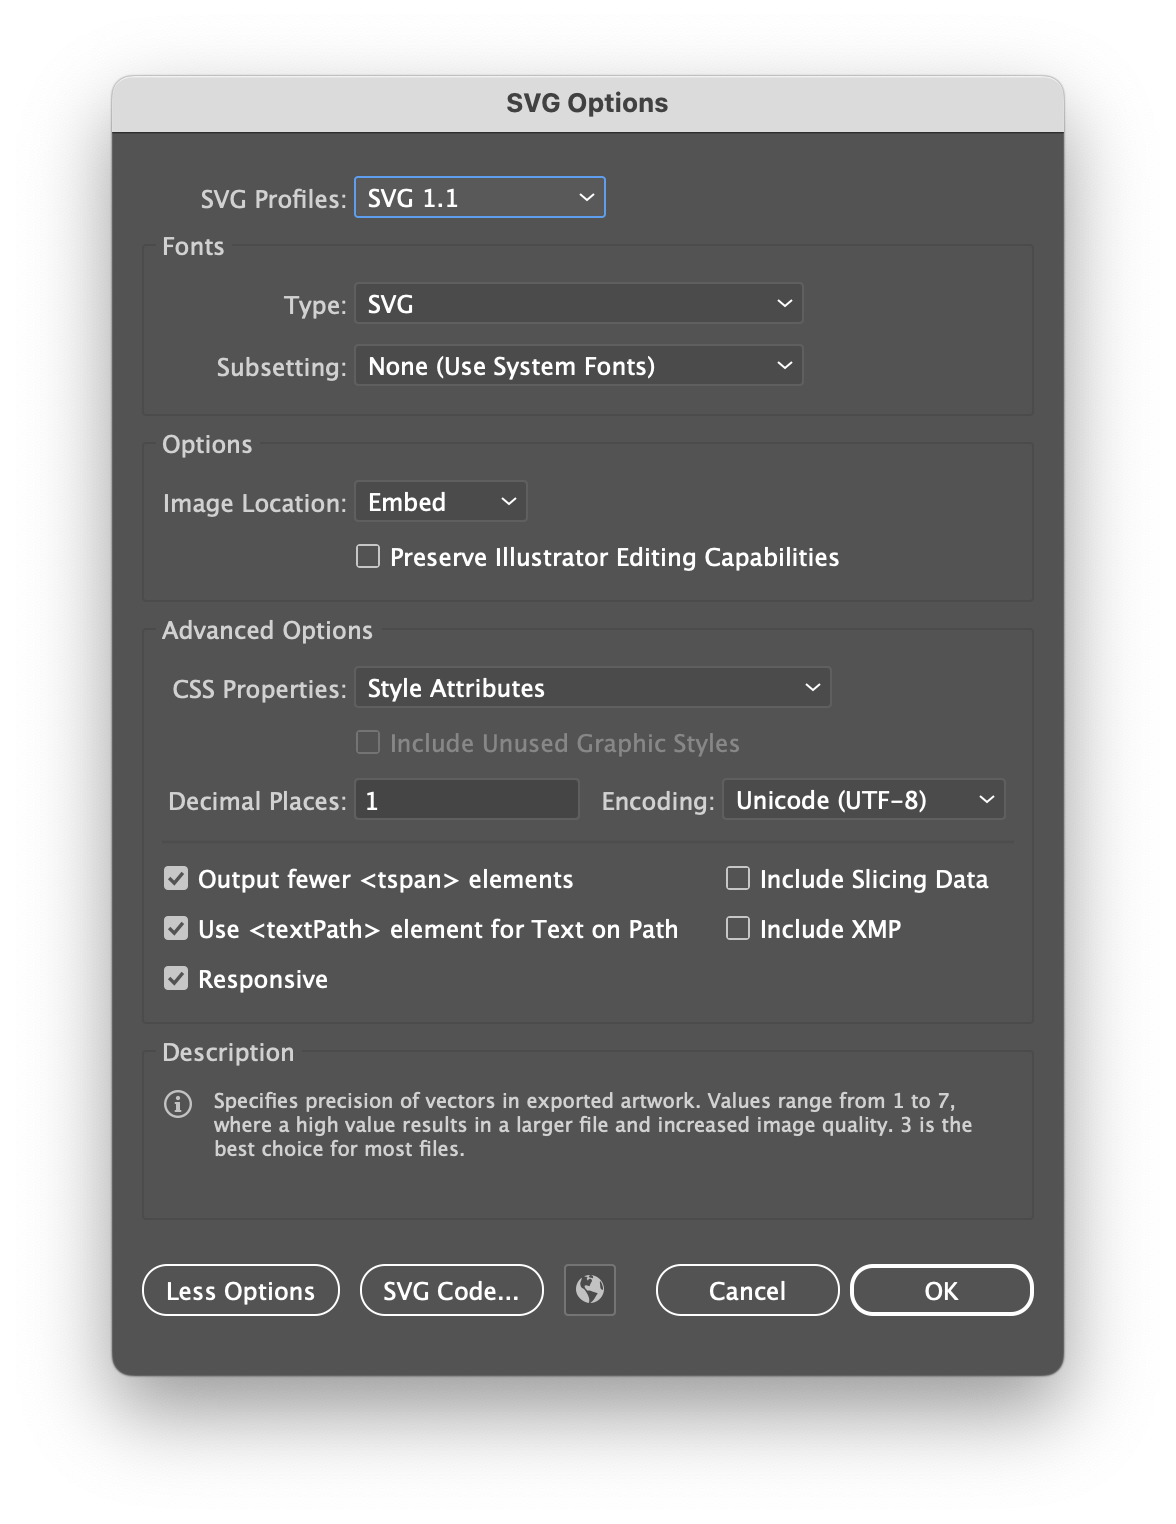 SVG Options
SVG Profiles: SVG 1.1
Fonts
Type: SVG
Subsetting: None (Use System Fonts)
Options
Image Location: Embed
Preserve Illustrator Editing Capabilities
Advanced Options
CSS Properties: Style Attributes
Include Unused Graphic Styles
Decimal Places: 1 Encoding: Unicode (UTF-8)
Output fewer <tspan> elements Include Slicing Data
Use <textPath> element for Text on Path Include XMP
Responsive
Description
Specifies precision of vectors in exported artwork. Values range from 1 to 7,
where a high value results in a larger file and increased image quality. 3 is the
best choice for most files.
Less Options SVG Code... Cancel OK